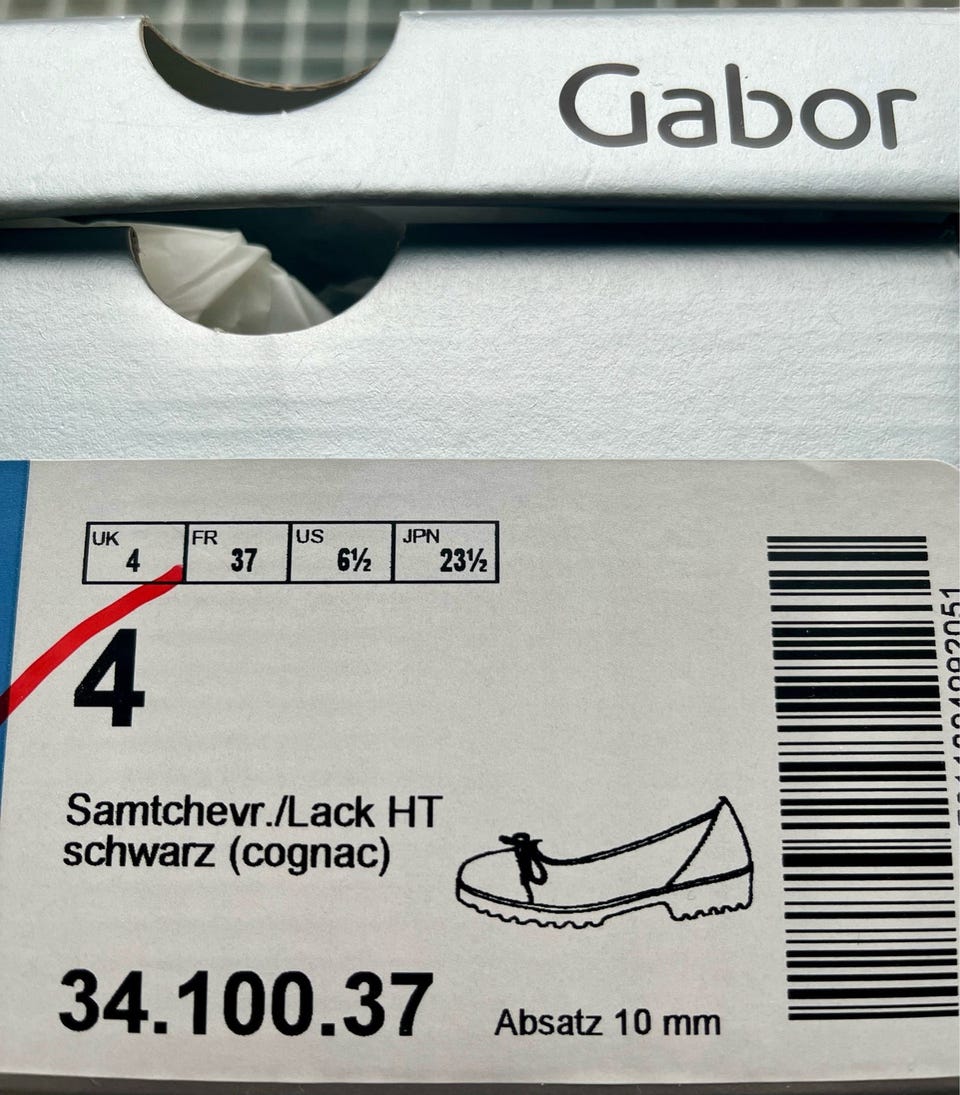 Gabor
UK 4 FR 37 US 6½ JPN 23½
4
Samtchevr./Lack HT
schwarz (cognac)
34.100.37
Absatz 10 mm